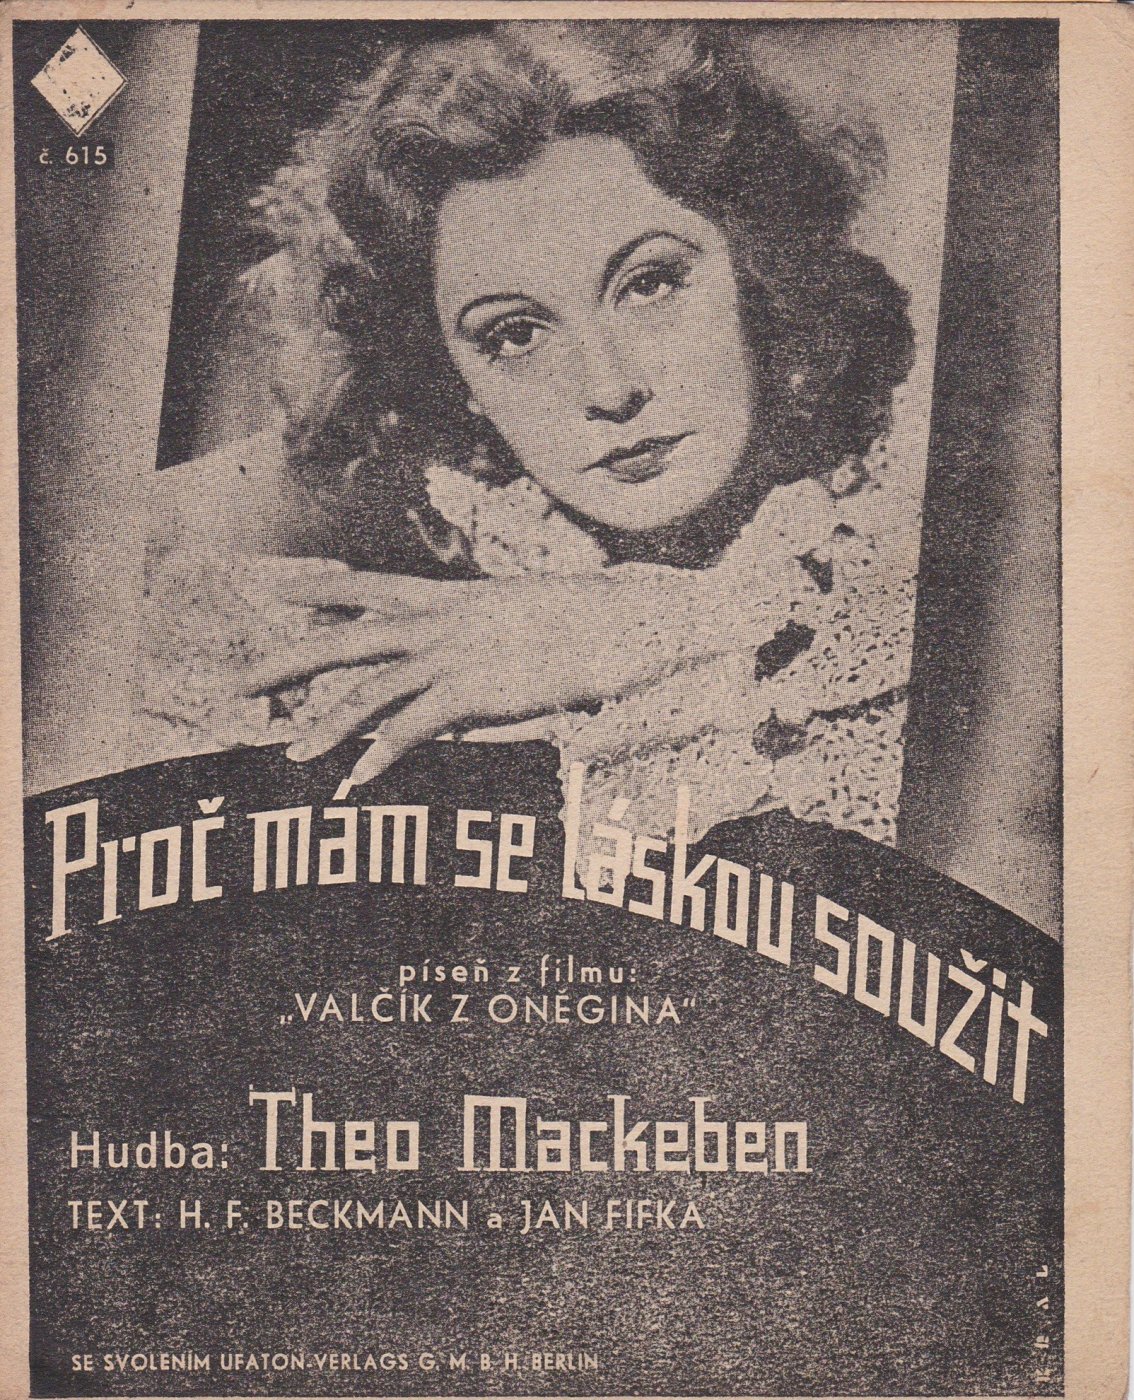 č. 615
Proč mám se láskou soužit
píseň z filmu:
„VALČÍK Z ONĚGINA“
Hudba: Theo Mackeben
TEXT: H. F. BECKMANN a JAN FIFKA
SE SVOLENÍM UFATON-VERLAGS G. M. B. H. BERLIN